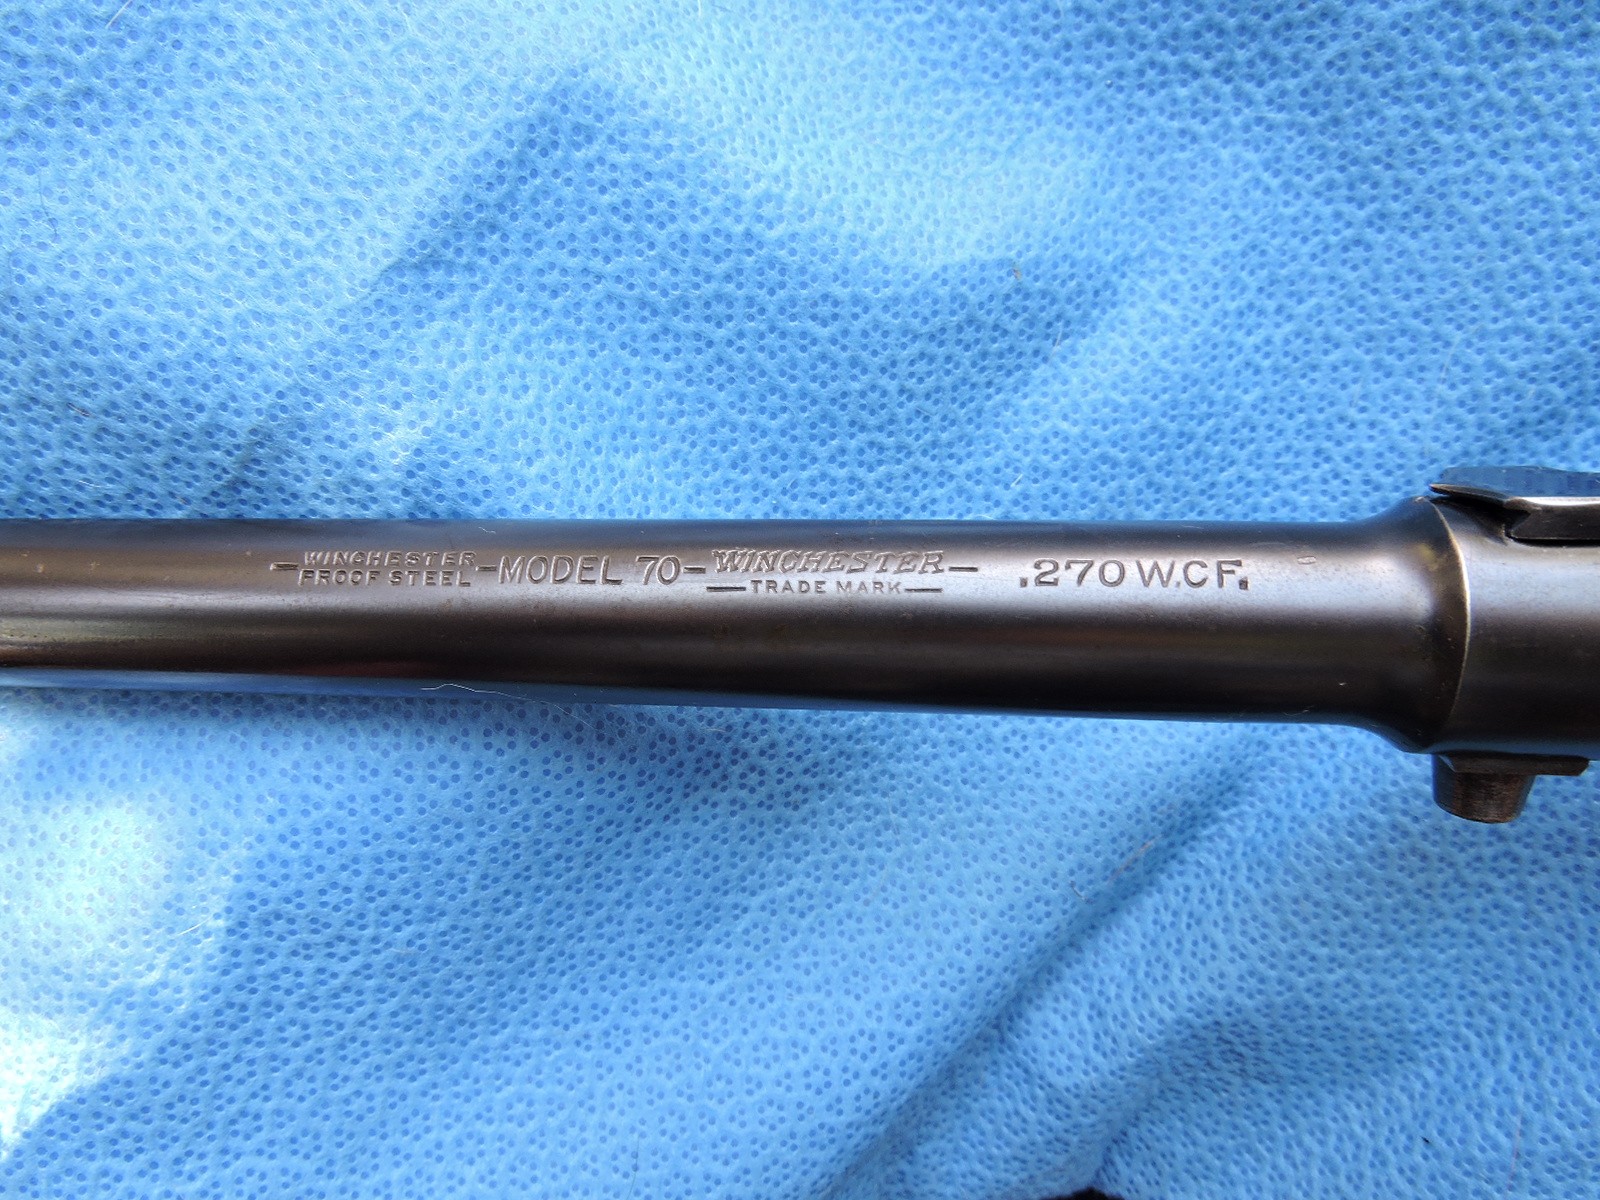 WINCHESTER
PROOF STEEL
-MODEL 70-
WINCHESTER
TRADE MARK
.270 W.C.F.